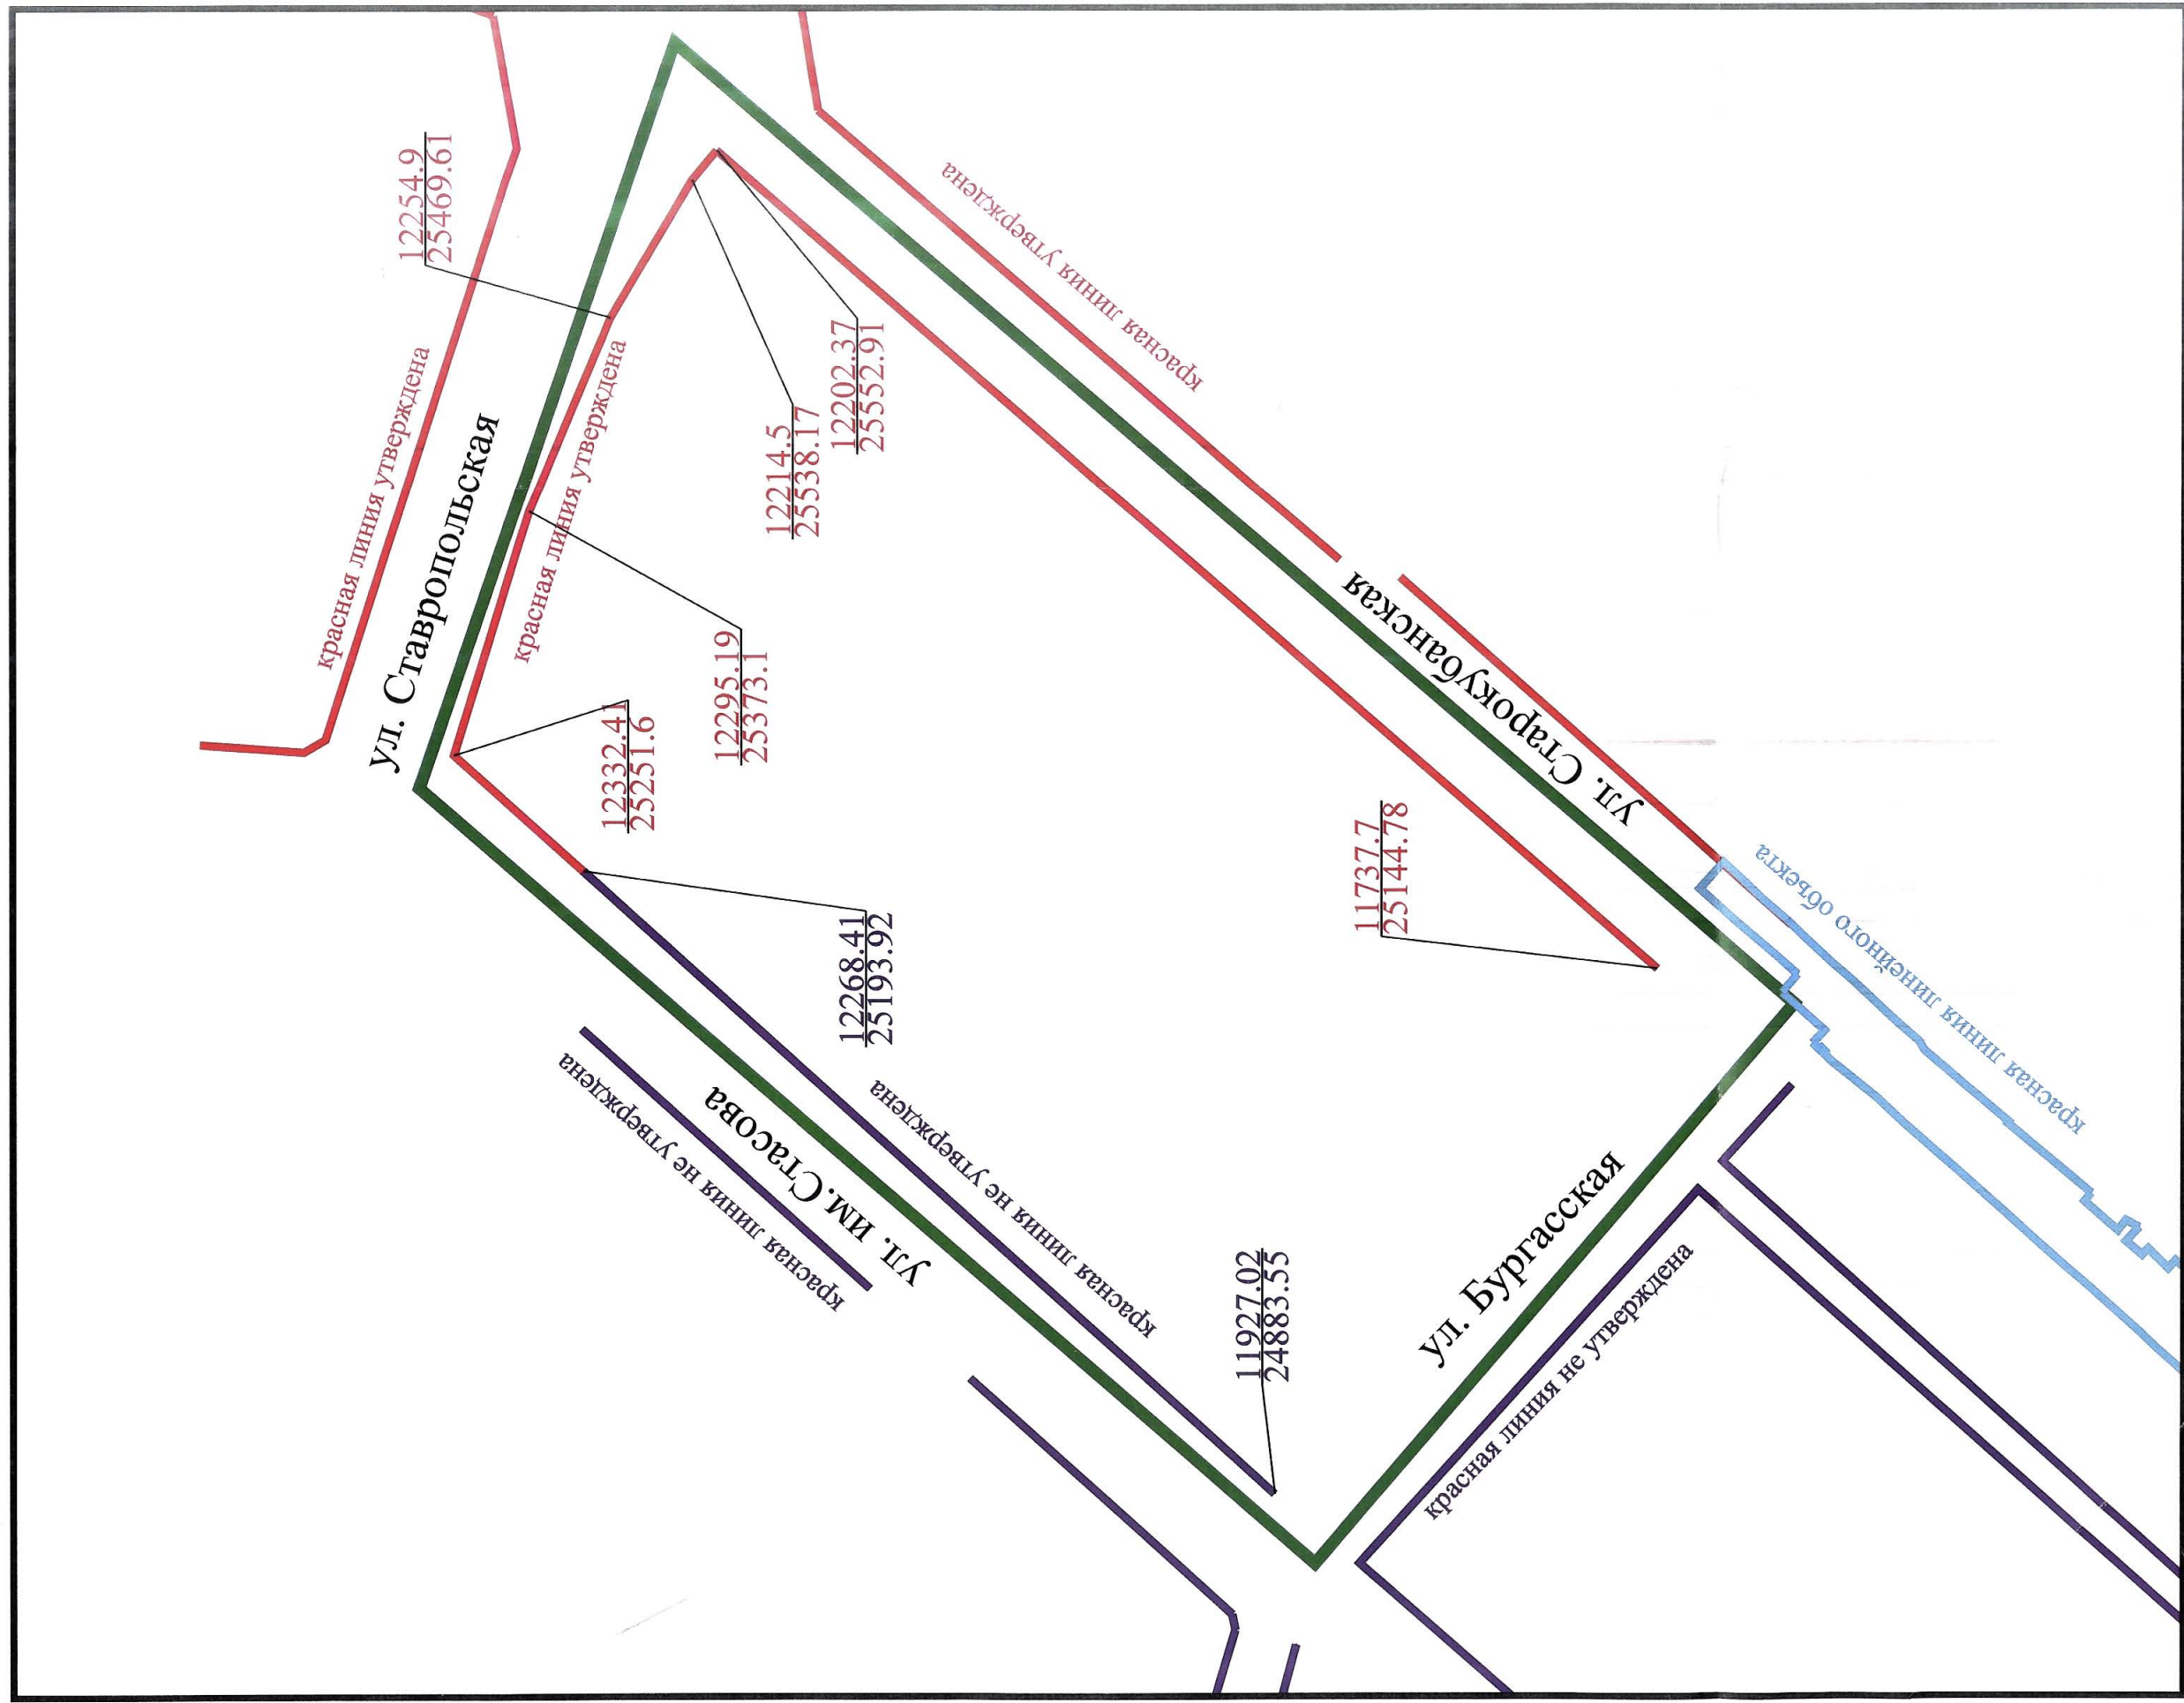 12254.9
25469.61
красная линия утверждена
ул. Ставропольская
красная линия утверждена
красная линия утверждена
12202.37
25552.91
12214.5
25538.17
12295.19
25373.1
12332.41
25251.6
ул. Старокубанская
11737.7
25144.78
12268.41
25193.92
красная линия линейного объекта
красная линия не утверждена
ул. им.Стасова
красная линия не утверждена
11927.02
24883.55
ул. Бургасская
красная линия не утверждена